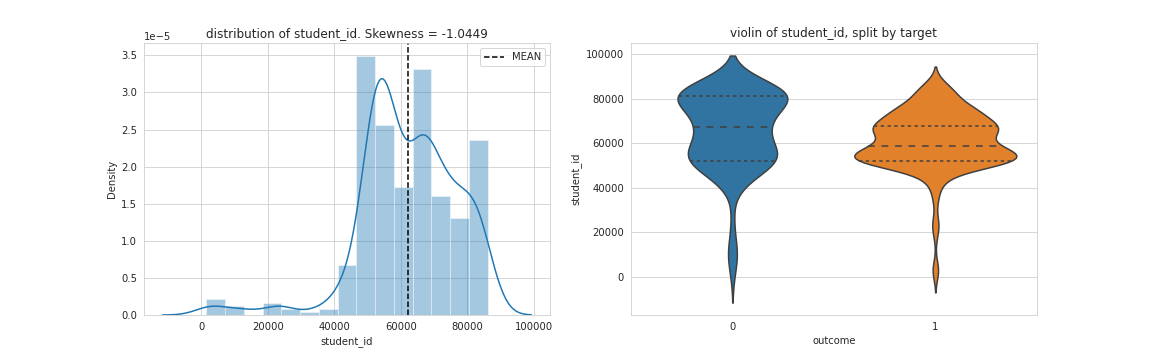 distribution of student_id. Skewness = -1.0449
1e−5
MEAN
3.5
3.0
2.5
2.0
1.5
1.0
0.5
0.0
Density
0
20000
40000
60000
80000
100000
student_id
violin of student_id, split by target
100000
80000
60000
40000
20000
0
student_id
0
1
outcome